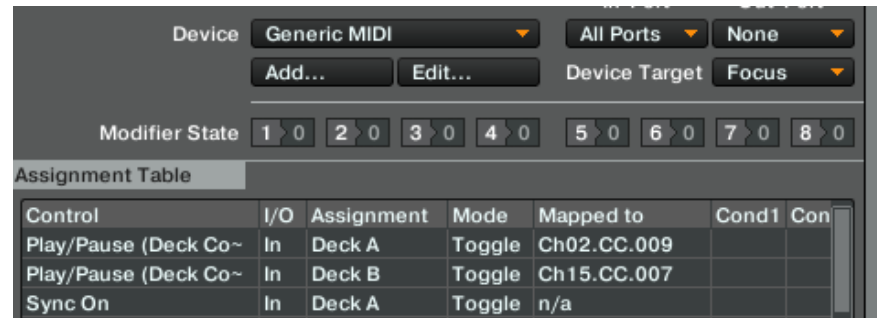 Device Generic MIDI All Ports None
Add... Edit... Device Target Focus
Modifier State 1 0 2 0 3 0 4 0 5 0 6 0 7 0 8 0
Assignment Table
Control I/O Assignment Mode Mapped to Cond1 Con
Play/Pause (Deck Co~ In Deck A Toggle Ch02.CC.009
Play/Pause (Deck Co~ In Deck B Toggle Ch15.CC.007
Sync On In Deck A Toggle n/a